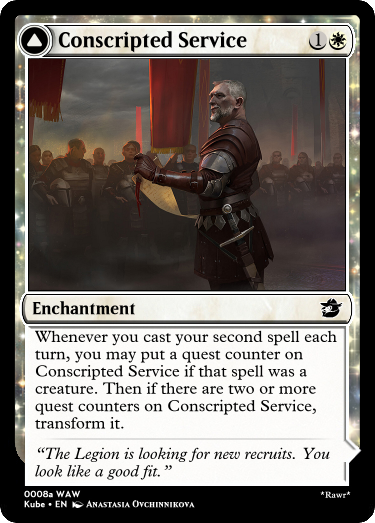 Conscripted Service 1
Enchantment
Whenever you cast your second spell each
turn, you may put a quest counter on
Conscripted Service if that spell was a
creature. Then if there are two or more
quest counters on Conscripted Service,
transform it.
“The Legion is looking for new recruits. You
look like a good fit.”
0008a WAW
Kube • EN Anastasia Ovchinnikova
*Rawr*